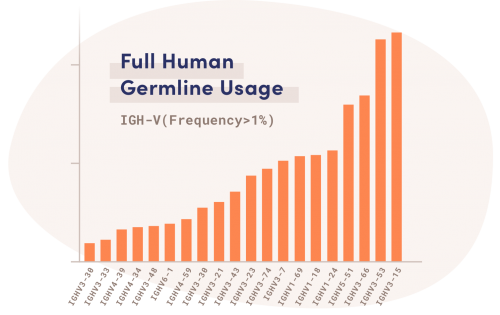 Full Human
Germline Usage
IGH-V(Frequency>1%)
IGHV3-30
IGHV3-33
IGHV4-39
IGHV4-34
IGHV3-48
IGHV6-1
IGHV4-59
IGHV3-30
IGHV3-21
IGHV3-43
IGHV3-23
IGHV3-74
IGHV3-7
IGHV1-69
IGHV1-18
IGHV1-24
IGHV5-51
IGHV3-66
IGHV3-53
IGHV3-15